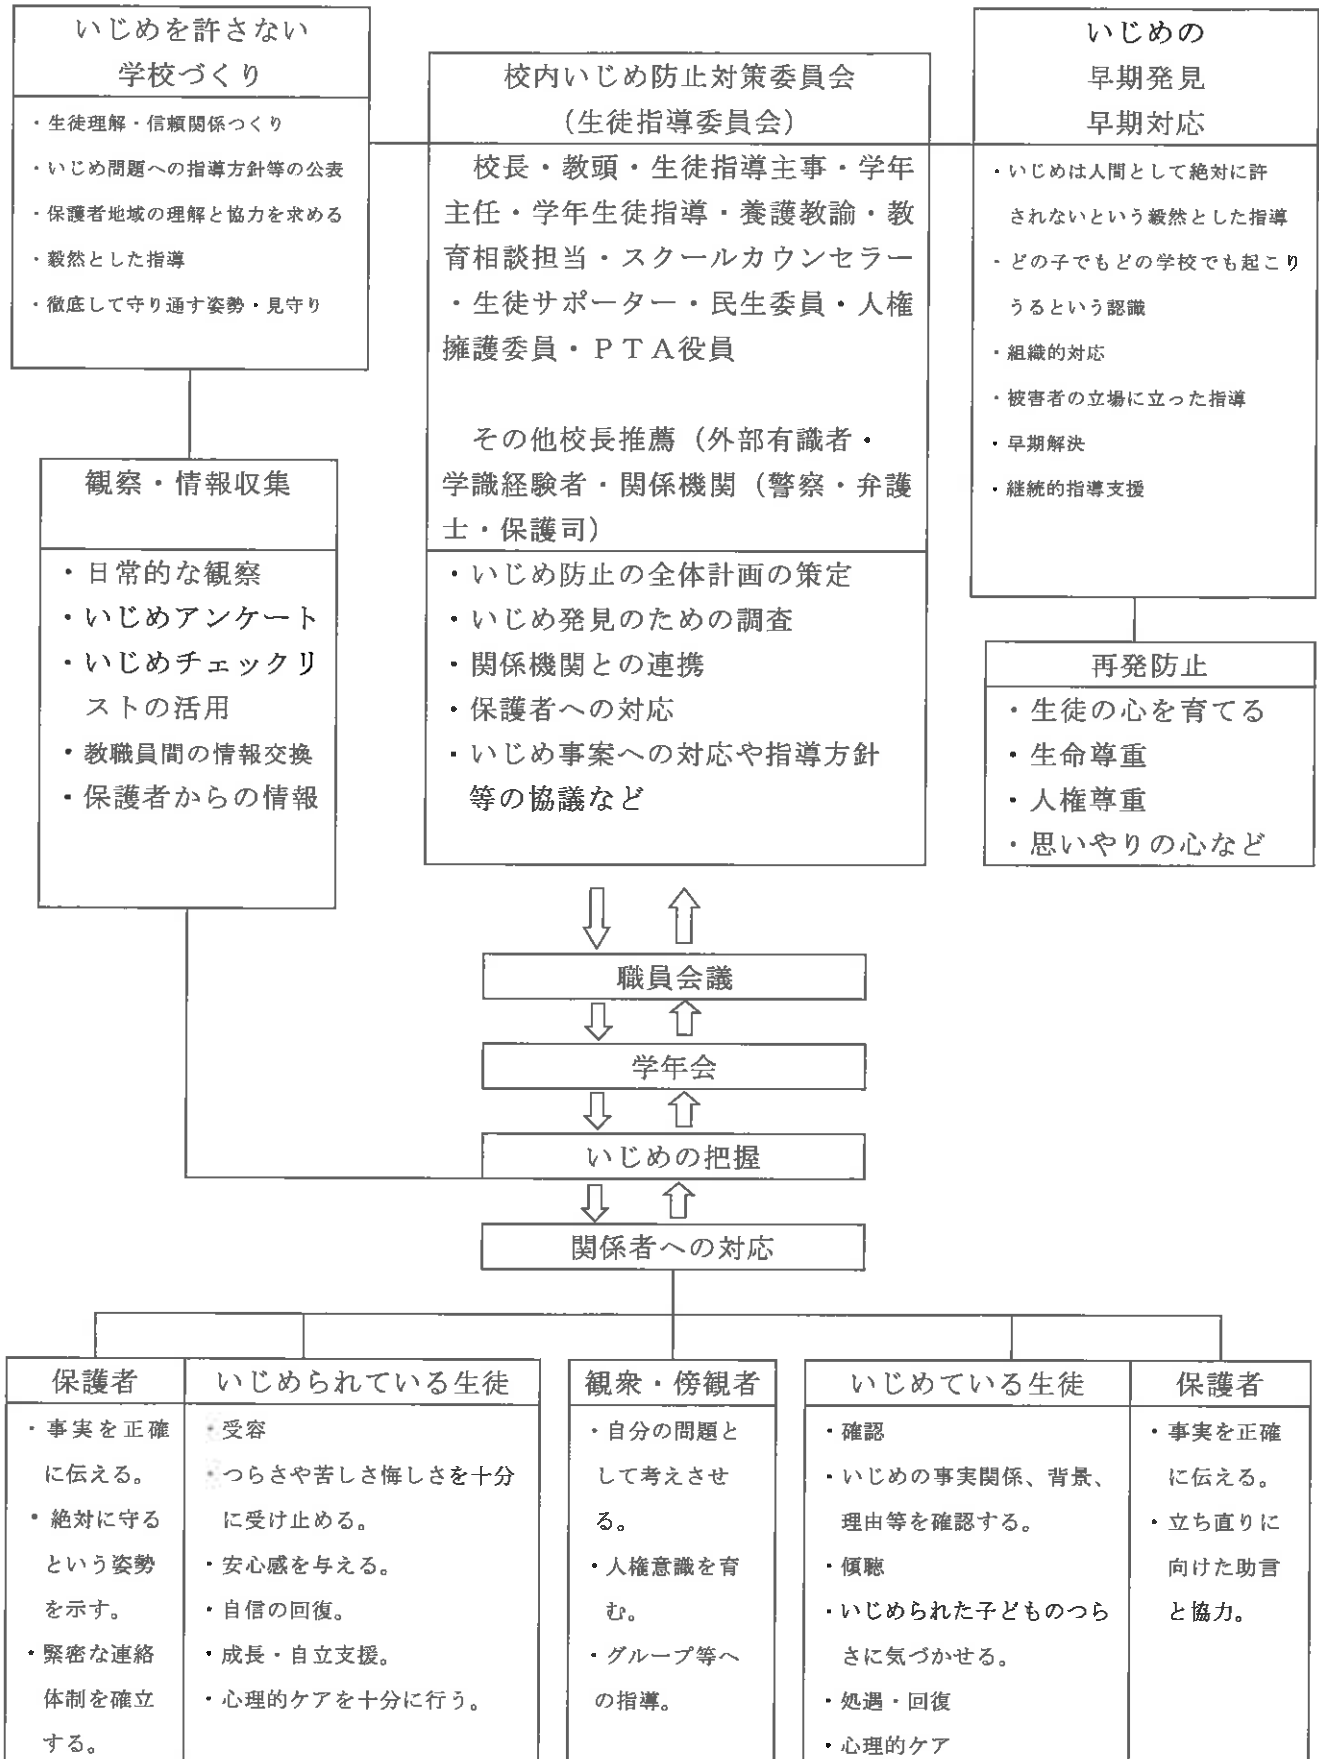 いじめを許さない
学校づくり
・生徒理解・信頼関係つくり
・いじめ問題への指導方針等の公表
・保護者地域の理解と協力を求める
・毅然とした指導
・徹底して守り通す姿勢・見守り
校内いじめ防止対策委員会
（生徒指導委員会）
校長・教頭・生徒指導主事・学年
主任・学年生徒指導・養護教諭・教
育相談担当・スクールカウンセラー
・生徒サポーター・民生委員・人権
擁護委員・ＰＴＡ役員
その他校長推薦（外部有識者・
学識経験者・関係機関（警察・弁護
士・保護司）
・いじめ防止の全体計画の策定
・いじめ発見のための調査
・関係機関との連携
・保護者への対応
・いじめ事案への対応や指導方針
等の協議など
いじめの
早期発見
早期対応
・いじめは人間として絶対に許
されないという毅然とした指導
・どの子でもどの学校でも起こり
うるという認識
・組織的対応
・被害者の立場に立った指導
・早期解決
・継続的指導支援
観察・情報収集
・日常的な観察
・いじめアンケート
・いじめチェックリ
ストの活用
・教職員間の情報交換
・保護者からの情報
再発防止
・生徒の心を育てる
・生命尊重
・人権尊重
・思いやりの心など
職員会議
学年会
いじめの把握
関係者への対応
保護者
・事実を正確
に伝える。
・絶対に守る
という姿勢
を示す。
・緊密な連絡
体制を確立
する。
いじめられている生徒
・受容
・つらさや苦しさ悔しさを十分
に受け止める。
・安心感を与える。
・自信の回復。
・成長・自立支援。
・心理的ケアを十分に行う。
観衆・傍観者
・自分の問題と
して考えさせ
る。
・人権意識を育
む。
・グループ等へ
の指導。
いじめている生徒
・確認
・いじめの事実関係、背景、
理由等を確認する。
・傾聴
・いじめられた子どものつら
さに気づかせる。
・処遇・回復
・心理的ケア
保護者
・事実を正確
に伝える。
・立ち直りに
向けた助言
と協力。